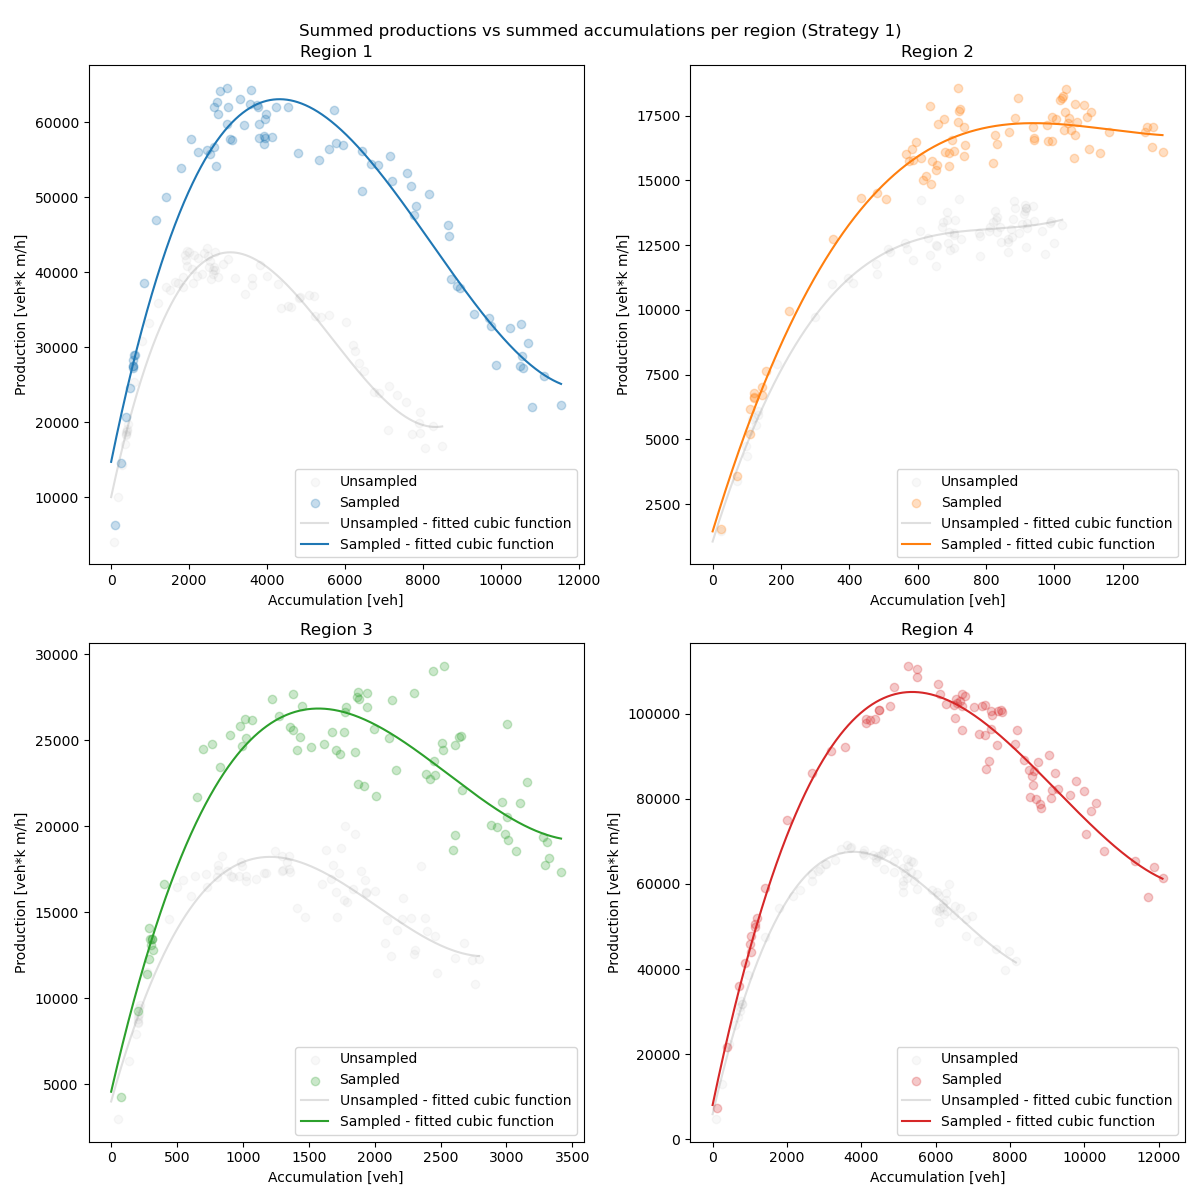 Summed productions vs summed accumulations per region (Strategy 1)
Region 1
60000
50000
40000
30000
20000
10000
Production [veh*k m/h]
0 2000 4000 6000 8000 10000 12000
Accumulation [veh]
Unsampled
Sampled
Unsampled - fitted cubic function
Sampled - fitted cubic function
Region 2
17500
15000
12500
10000
7500
5000
2500
Production [veh*k m/h]
0 200 400 600 800 1000 1200
Accumulation [veh]
Unsampled
Sampled
Unsampled - fitted cubic function
Sampled - fitted cubic function
Region 3
30000
25000
20000
15000
10000
5000
Production [veh*k m/h]
0 500 1000 1500 2000 2500 3000 3500
Accumulation [veh]
Unsampled
Sampled
Unsampled - fitted cubic function
Sampled - fitted cubic function
Region 4
100000
80000
60000
40000
20000
0
Production [veh*k m/h]
0 2000 4000 6000 8000 10000 12000
Accumulation [veh]
Unsampled
Sampled
Unsampled - fitted cubic function
Sampled - fitted cubic function